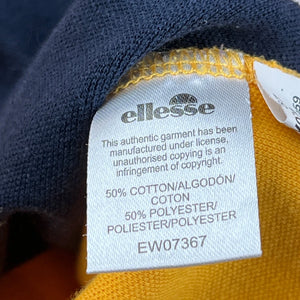 ellesse
This authentic garment has been
manufactured under license,
unauthorised copying is an
infringement of copyright.
50% COTTON/ALGODÓN/
COTON
50% POLYESTER/
POLIÉSTER/POLYESTER
EW07367